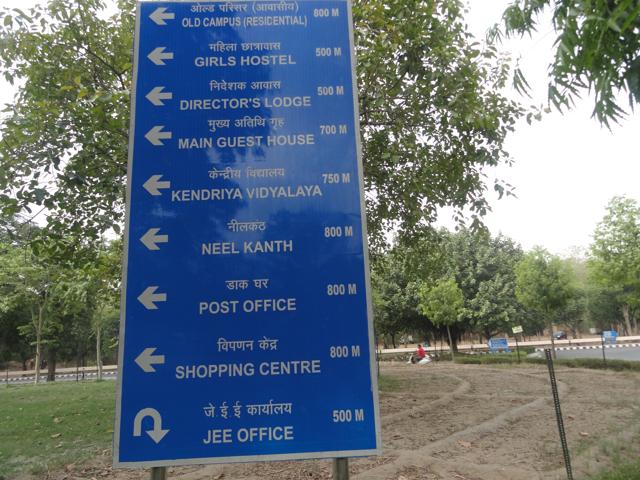 ओल्ड परिसर (आवासीय)
OLD CAMPUS (RESIDENTIAL) 800 M
महिला छात्रावास
GIRLS HOSTEL 500 M
निदेशक आवास
DIRECTOR'S LODGE 500 M
मुख्य अतिथि गृह
MAIN GUEST HOUSE 700 M
केन्द्रीय विद्यालय
KENDRIYA VIDYALAYA 750 M
नीलकंठ
NEEL KANTH 800 M
डाक घर
POST OFFICE 800 M
विपणन केंद्र
SHOPPING CENTRE 800 M
जे.ई.ई कार्यालय
JEE OFFICE 500 M